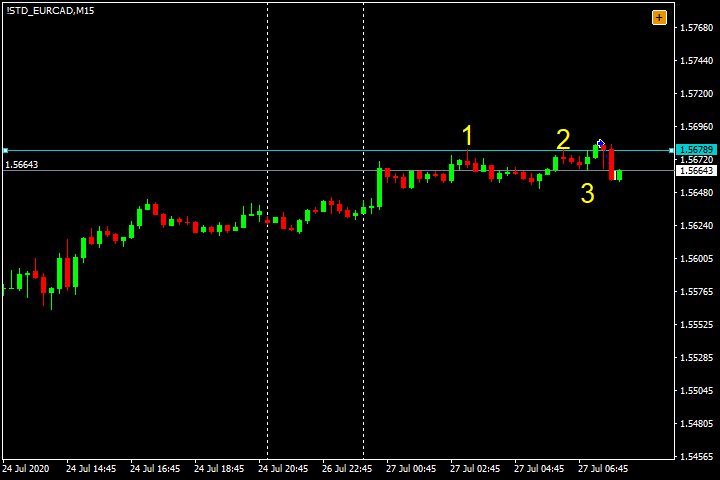 !STD_EURCAD,M15
1.57680
1.57440
1.57200
1.56960
1.56789
1.56720
1.56643
1.56643
1.56480
1.56240
1.56005
1.55765
1.55525
1.55285
1.55045
1.54805
1.54565
1
2
3
24 Jul 2020
24 Jul 14:45
24 Jul 16:45
24 Jul 18:45
24 Jul 20:45
26 Jul 22:45
27 Jul 00:45
27 Jul 02:45
27 Jul 04:45
27 Jul 06:45